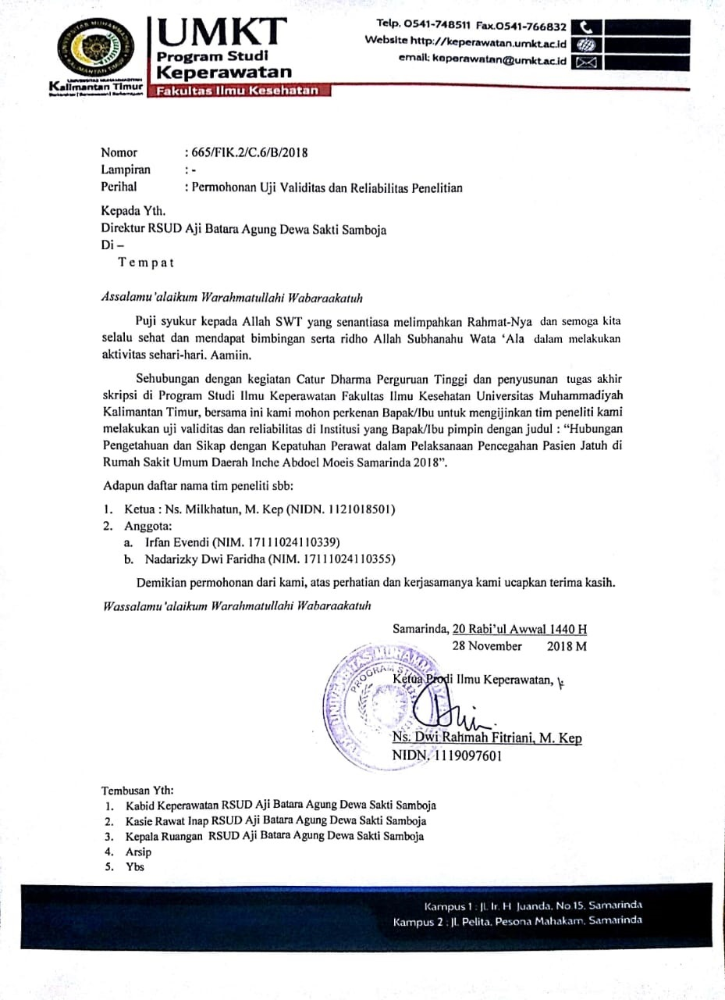 UNIVERSITAS MUHAMMADIYAH
KALIMANTAN TIMUR
UNIVERSITAS MUHAMMADIYAH
Kalimantan Timur
Berkarakter | Berwawasan | Berkemajuan
UMKT
Program Studi
Keperawatan
Fakultas Ilmu Kesehatan
Telp. 0541-748511 Fax.0541-766832
Website http://keperawatan.umkt.ac.id
email: keperawatan@umkt.ac.id
Nomor : 665/FIK.2/C.6/B/2018
Lampiran : -
Perihal : Permohonan Uji Validitas dan Reliabilitas Penelitian
Kepada Yth.
Direktur RSUD Aji Batara Agung Dewa Sakti Samboja
Di –
T e m p a t
Assalamu'alaikum Warahmatullahi Wabaraakatuh
Puji syukur kepada Allah SWT yang senantiasa melimpahkan Rahmat-Nya dan semoga kita
selalu sehat dan mendapat bimbingan serta ridho Allah Subhanahu Wata 'Ala dalam melakukan
aktivitas sehari-hari. Aamiin.
Sehubungan dengan kegiatan Catur Dharma Perguruan Tinggi dan penyusunan tugas akhir
skripsi di Program Studi Ilmu Keperawatan Fakultas Ilmu Kesehatan Universitas Muhammadiyah
Kalimantan Timur, bersama ini kami mohon perkenan Bapak/Ibu untuk mengijinkan tim peneliti kami
melakukan uji validitas dan reliabilitas di Institusi yang Bapak/Ibu pimpin dengan judul : “Hubungan
Pengetahuan dan Sikap dengan Kepatuhan Perawat dalam Pelaksanaan Pencegahan Pasien Jatuh di
Rumah Sakit Umum Daerah Inche Abdoel Moeis Samarinda 2018”.
Adapun daftar nama tim peneliti sbb:
1. Ketua : Ns. Milkhatun, M. Kep (NIDN. 1121018501)
2. Anggota:
a. Irfan Evendi (NIM. 17111024110339)
b. Nadarizky Dwi Faridha (NIM. 17111024110355)
Demikian permohonan dari kami, atas perhatian dan kerjasamanya kami ucapkan terima kasih.
Wassalamu'alaikum Warahmatullahi Wabaraakatuh
Samarinda, 20 Rabi'ul Awwal 1440 H
28 November 2018 M
Ketua Prodi Ilmu Keperawatan,
PROGRAM STUDI
Ns. Dwi Rahmah Fitriani, M. Kep
NIDN. 1119097601
Tembusan Yth:
1. Kabid Keperawatan RSUD Aji Batara Agung Dewa Sakti Samboja
2. Kasie Rawat Inap RSUD Aji Batara Agung Dewa Sakti Samboja
3. Kepala Ruangan RSUD Aji Batara Agung Dewa Sakti Samboja
4. Arsip
5. Ybs
Kampus 1 : Jl. Ir. H Juanda, No 15, Samarinda
Kampus 2 : Jl. Pelita, Pesona Mahakam, Samarinda